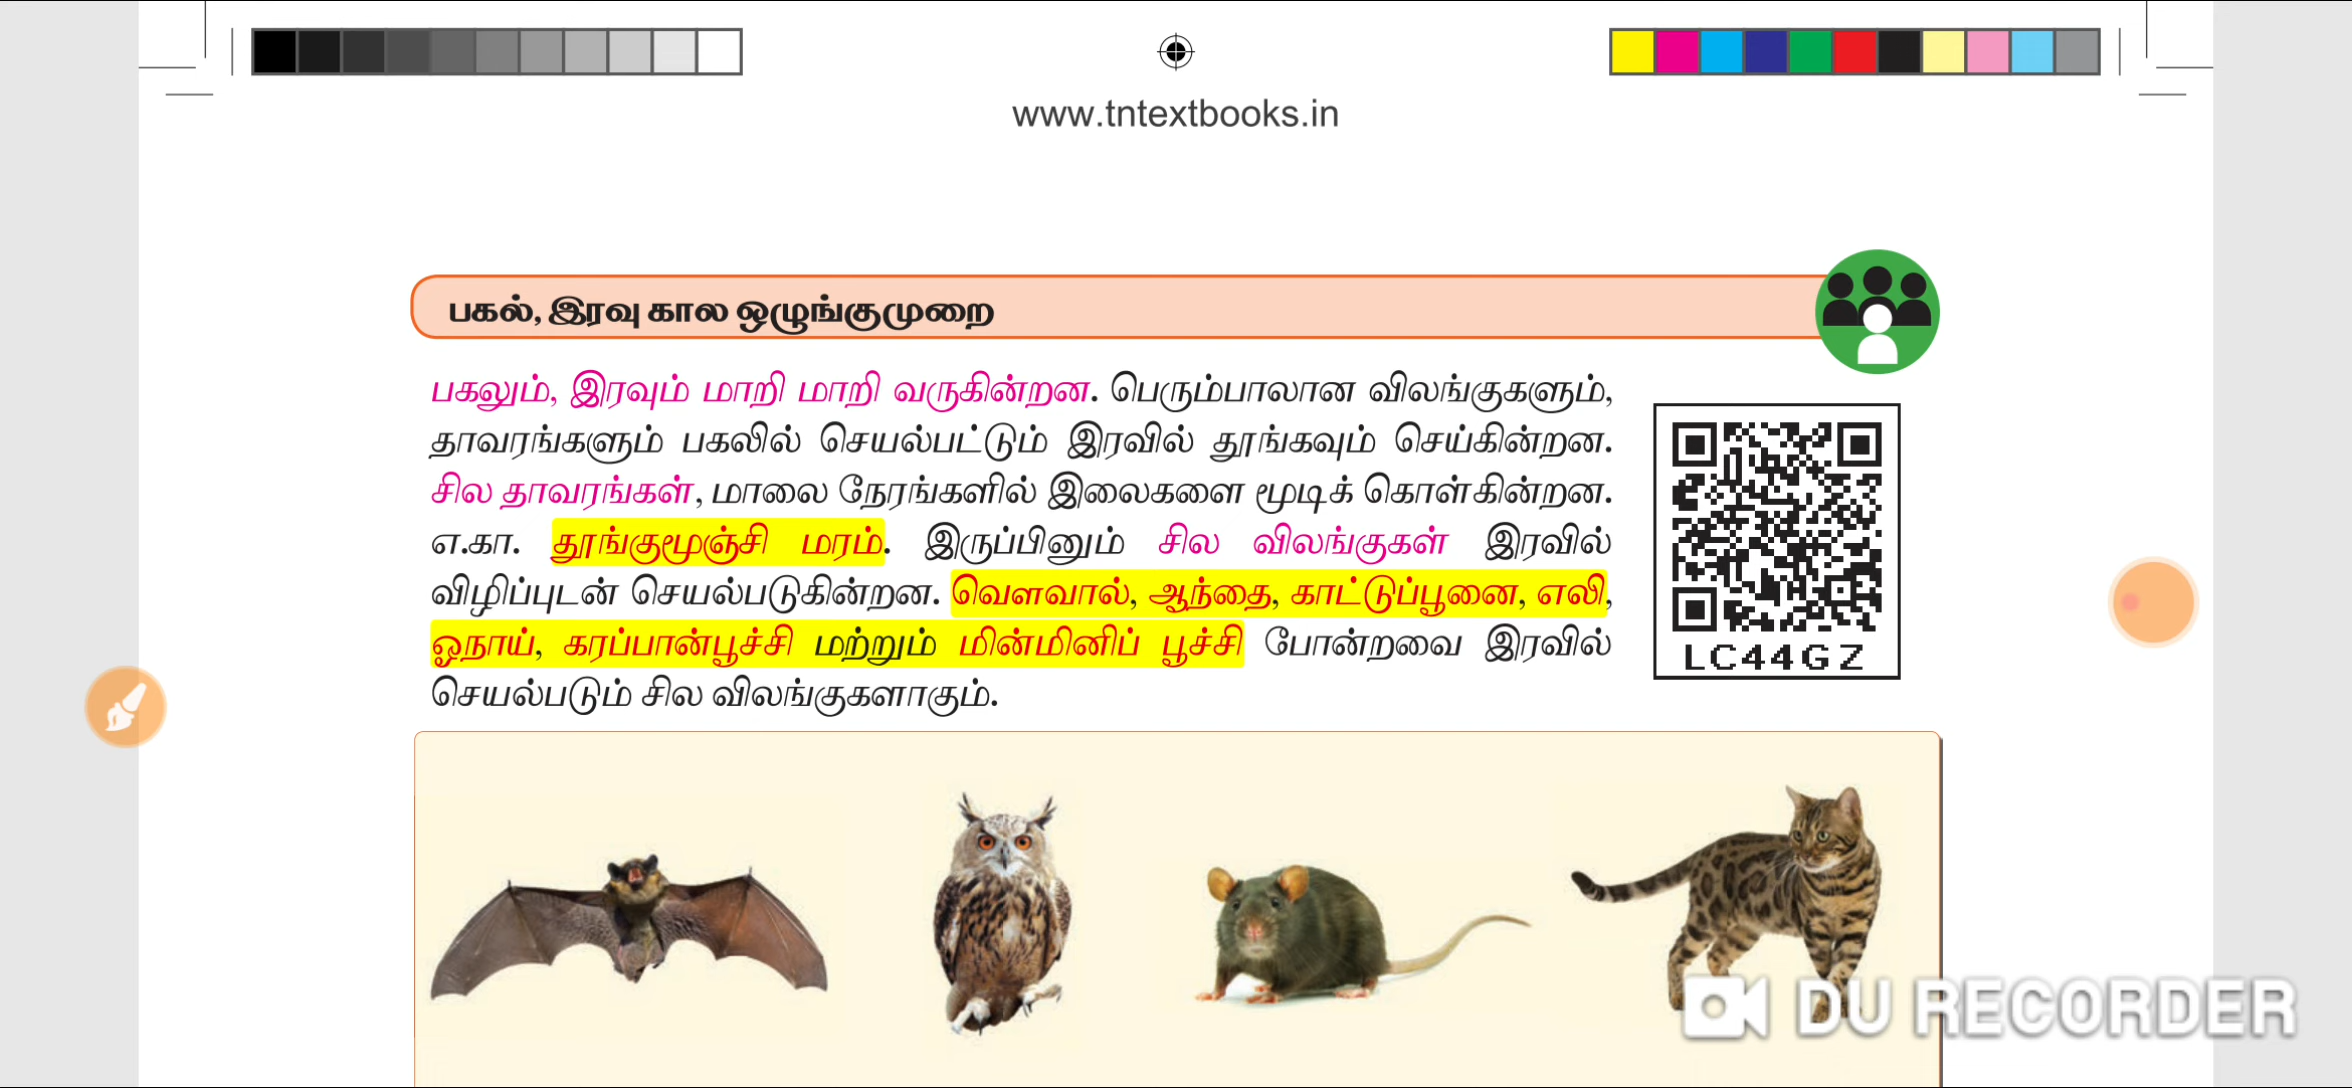 www.tntextbooks.in
பகல், இரவு கால ஒழுங்குமுறை
பகலும், இரவும் மாறி மாறி வருகின்றன. பெரும்பாலான விலங்குகளும்,
தாவரங்களும் பகலில் செயல்பட்டும் இரவில் தூங்கவும் செய்கின்றன.
சில தாவரங்கள், மாலை நேரங்களில் இலைகளை மூடிக் கொள்கின்றன.
எ.கா. தூங்குமூஞ்சி மரம். இருப்பினும் சில விலங்குகள் இரவில்
விழிப்புடன் செயல்படுகின்றன. வெளவால், ஆந்தை, காட்டுப்பூனை, எலி,
ஓநாய், கரப்பான்பூச்சி மற்றும் மின்மினிப் பூச்சி போன்றவை இரவில்
செயல்படும் சில விலங்குகளாகும்.
LC44GZ
DU RECORDER